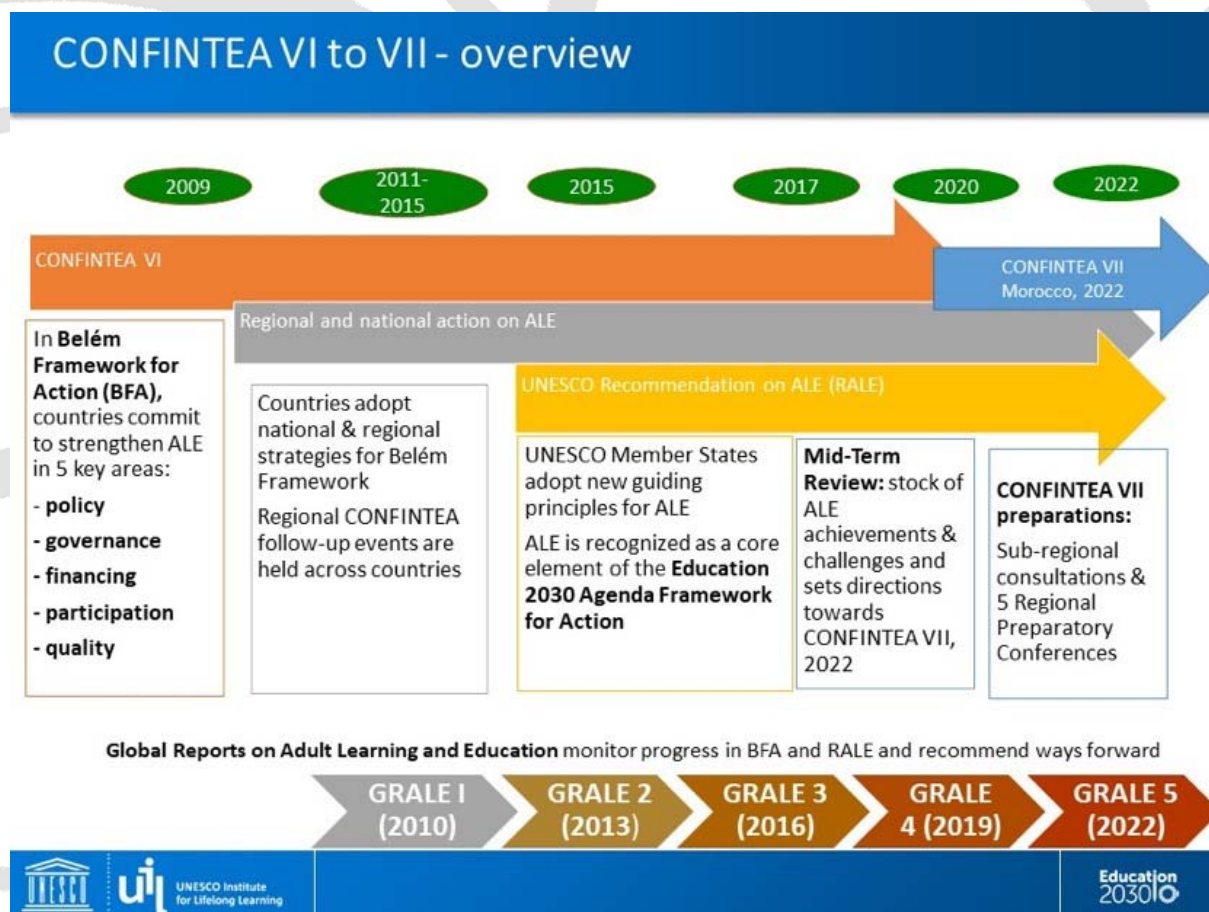 CONFINTEA VI to VII - overview
2009
2011-
2015
2015
2017
2020
2022
CONFINTEA VI
CONFINTEA VII
Morocco, 2022
Regional and national action on ALE
UNESCO Recommendation on ALE (RALE)
In Belém
Framework for
Action (BFA),
countries commit
to strengthen ALE
in 5 key areas:
- policy
- governance
- financing
- participation
- quality
Countries adopt
national & regional
strategies for Belém
Framework
Regional CONFINTEA
follow-up events are
held across countries
UNESCO Member States
adopt new guiding
principles for ALE
ALE is recognized as a core
element of the Education
2030 Agenda Framework
for Action
Mid-Term
Review: stock of
ALE
achievements &
challenges and
sets directions
towards
CONFINTEA VII,
2022
CONFINTEA VII
preparations:
Sub-regional
consultations &
5 Regional
Preparatory
Conferences
Global Reports on Adult Learning and Education monitor progress in BFA and RALE and recommend ways forward
GRALE I
(2010)
GRALE 2
(2013)
GRALE 3
(2016)
GRALE
4 (2019)
GRALE 5
(2022)
UNESCO
uil
UNESCO Institute
for Lifelong Learning
Education
2030